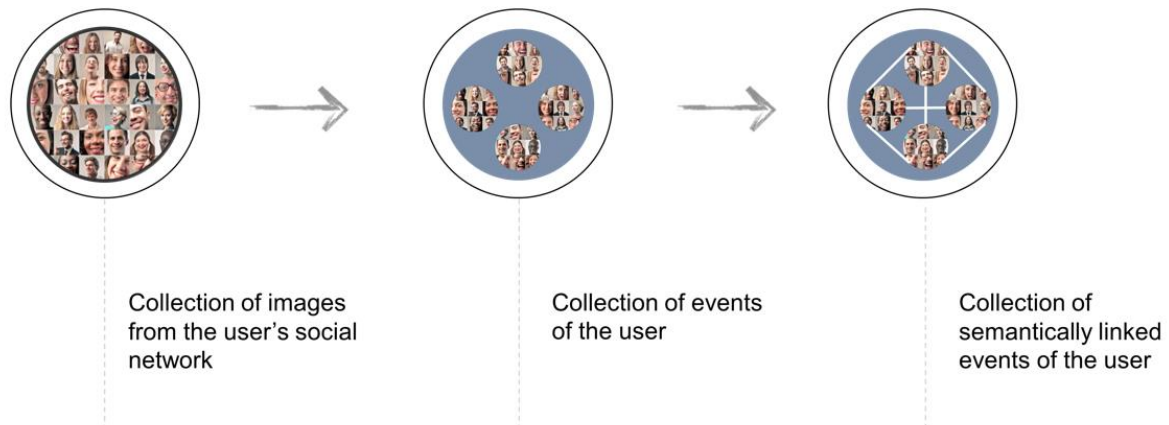 Collection of images
from the user’s social
network
Collection of events
of the user
Collection of
semantically linked
events of the user